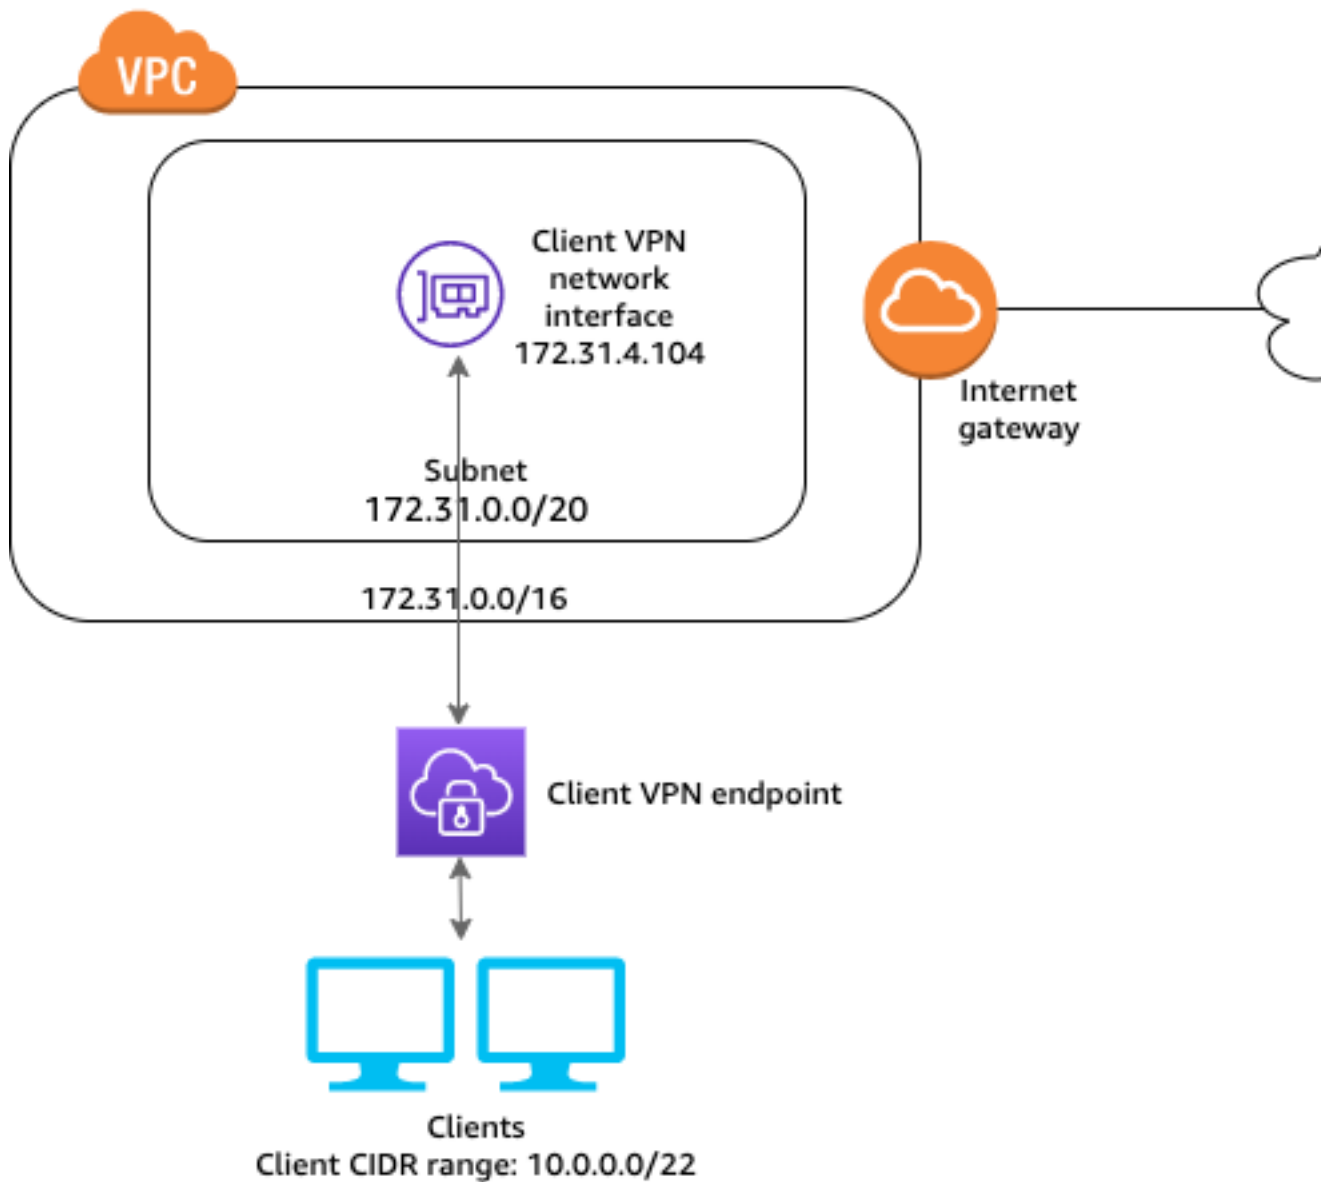 VPC
Client VPN
network
interface
172.31.4.104
Internet
gateway
Subnet
172.31.0.0/20
172.31.0.0/16
Client VPN endpoint
Clients
Client CIDR range: 10.0.0.0/22